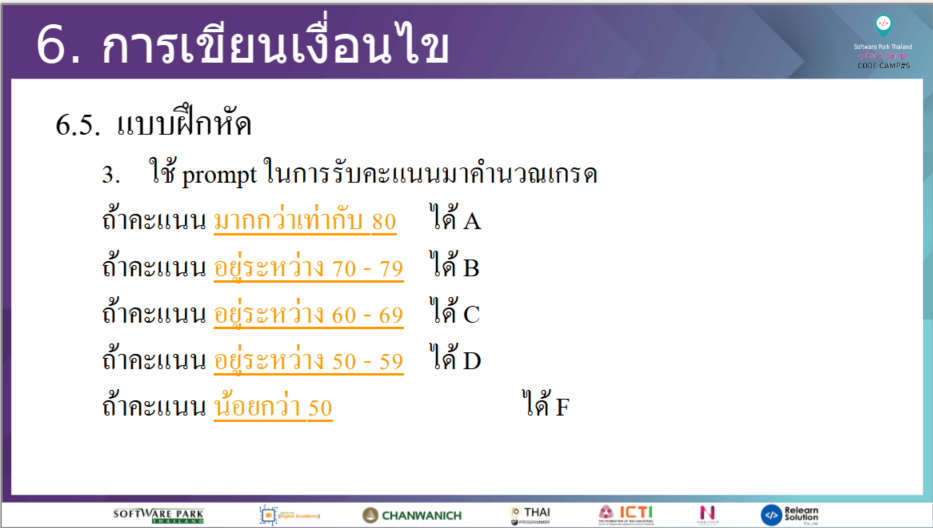 6. การเขียนเงื่อนไข
Software Park Thailand
CODE CAMP#5
6.5. แบบฝึกหัด
3. ใช้ prompt ในการรับคะแนนมาคำนวณเกรด
ถ้าคะแนน มากกว่าเท่ากับ 80 ได้ A
ถ้าคะแนน อยู่ระหว่าง 70 - 79 ได้ B
ถ้าคะแนน อยู่ระหว่าง 60 - 69 ได้ C
ถ้าคะแนน อยู่ระหว่าง 50 - 59 ได้ D
ถ้าคะแนน น้อยกว่า 50 ได้ F
SOFTWARE PARK
THAILAND
CHANWANICH
THAI
PROGRAMMER
ICTI
Relearn
Solution